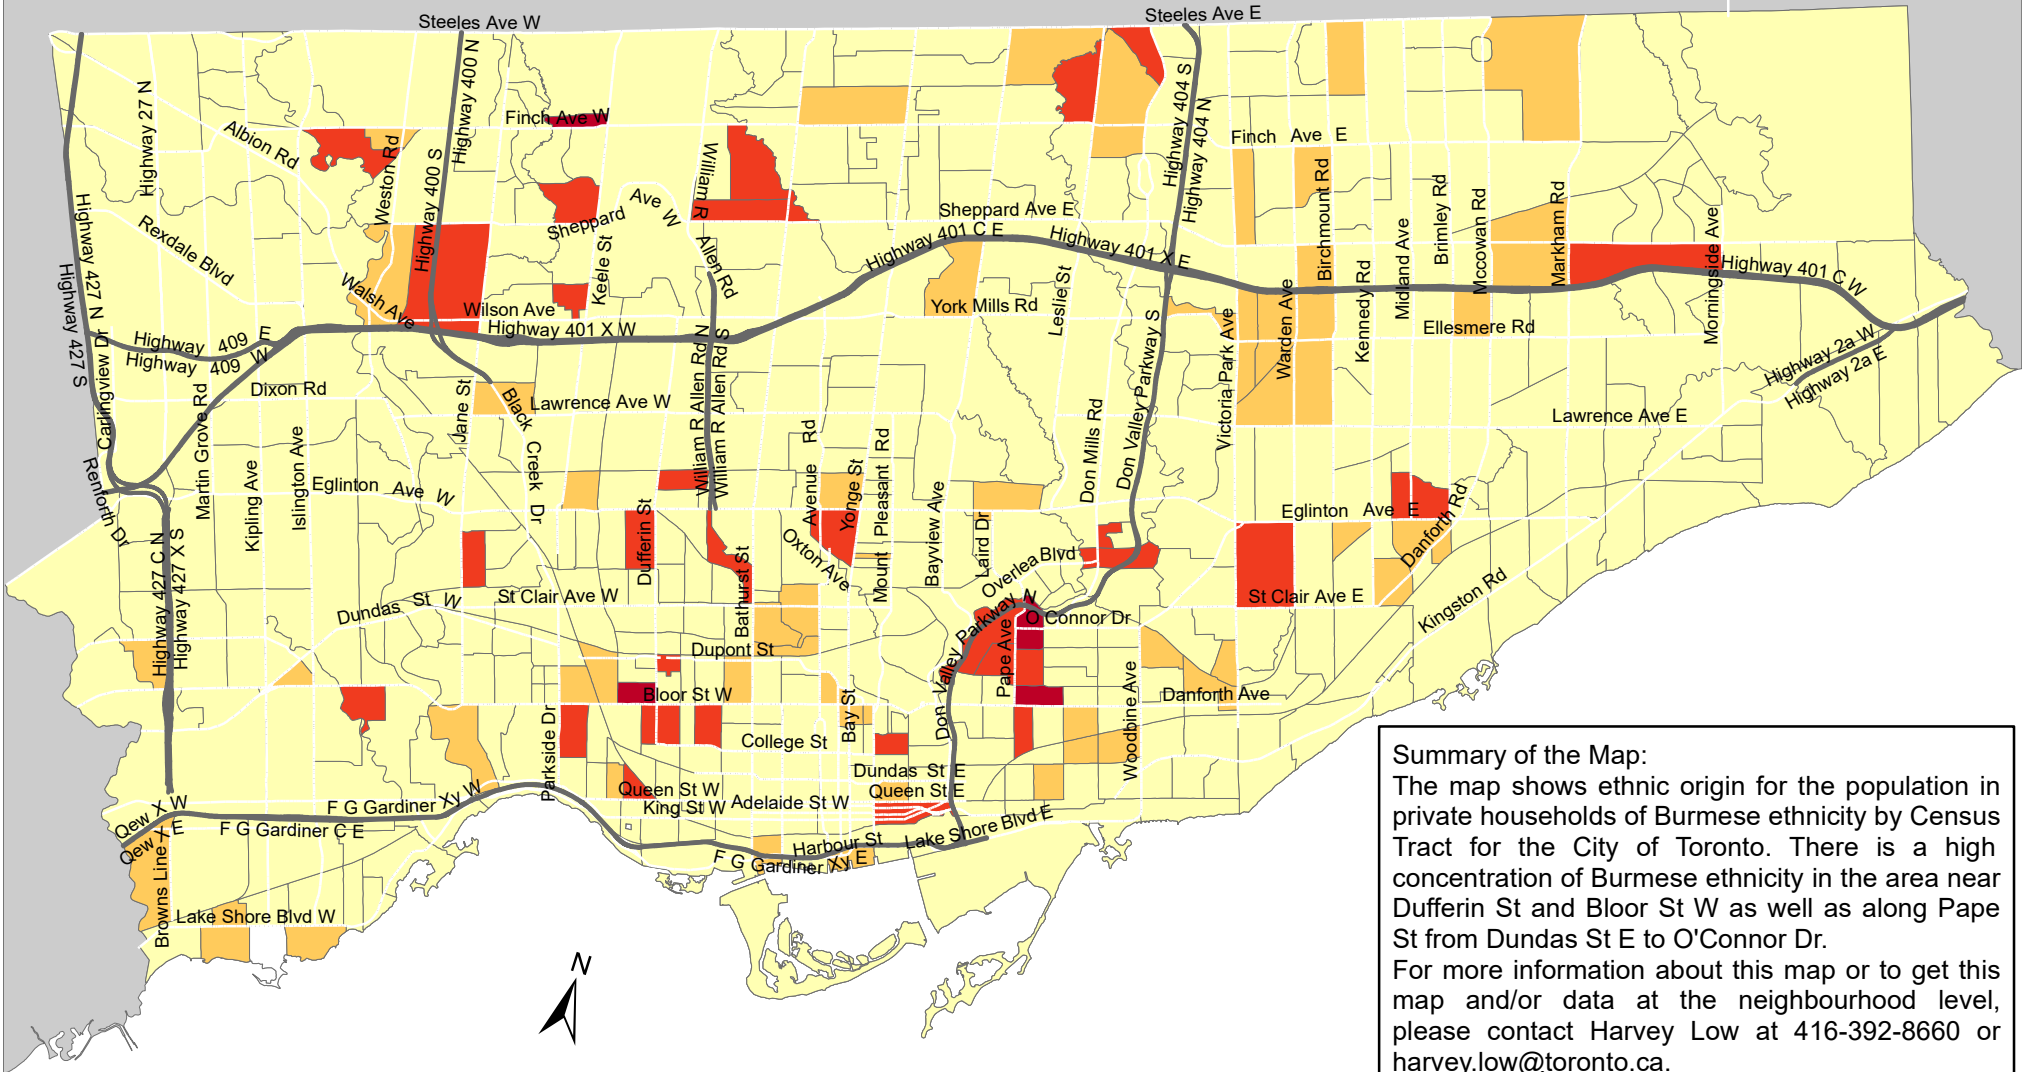 Steeles Ave W
Steeles Ave E
Highway 27 N
Highway 400 N
Highway 404 S
Highway 404 N
Finch Ave W
Finch Ave E
Albion Rd
Weston Rd
Highway 400 S
William R
Allen Rd
Sheppard Ave W
Keele St
Sheppard Ave E
Birchmount Rd
Midland Ave
Brimley Rd
Mccowan Rd
Markham Rd
Morningside Ave
Highway 427 N
Highway 427 S
Rexdale Blvd
Walsh Ave
Wilson Ave
Highway 401 X W
Highway 401 C E
Highway 401 X E
Highway 401 C W
York Mills Rd
Leslie St
Ellesmere Rd
Kennedy Rd
Warden Ave
Victoria Park Ave
Highway 2a W
Highway 2a E
Highway 409 E
Highway 409 W
Carlingview Dr
Dixon Rd
Martin Grove Rd
Kipling Ave
Islington Ave
Jane St
Black Creek Dr
Lawrence Ave W
William R Allen Rd N
William R Allen Rd S
Avenue Rd
Yonge St
Mount Pleasant Rd
Bayview Ave
Don Mills Rd
Don Valley Parkway S
Lawrence Ave E
Renforth Dr
Eglinton Ave W
Eglinton Ave E
Highway 427 C N
Highway 427 X S
Dufferin St
Bathurst St
Oxton Ave
Laird Dr
Overlea Blvd
Danforth Rd
Kingston Rd
Dundas St W
St Clair Ave W
St Clair Ave E
Don Valley Parkway N
O Connor Dr
Dupont St
Pape Ave
Bloor St W
Bay St
Woodbine Ave
Danforth Ave
Parkside Dr
College St
Dundas St E
Queen St W
Queen St E
King St W
Adelaide St W
Qew X W
Qew X E
F G Gardiner Xy W
F G Gardiner C E
Harbour St
Lake Shore Blvd E
F G Gardiner Xy E
Browns Line
Lake Shore Blvd W
N
Summary of the Map:
The map shows ethnic origin for the population in
private households of Burmese ethnicity by Census
Tract for the City of Toronto. There is a high
concentration of Burmese ethnicity in the area near
Dufferin St and Bloor St W as well as along Pape
St from Dundas St E to O'Connor Dr.
For more information about this map or to get this
map and/or data at the neighbourhood level,
please contact Harvey Low at 416-392-8660 or
harvey.low@toronto.ca.